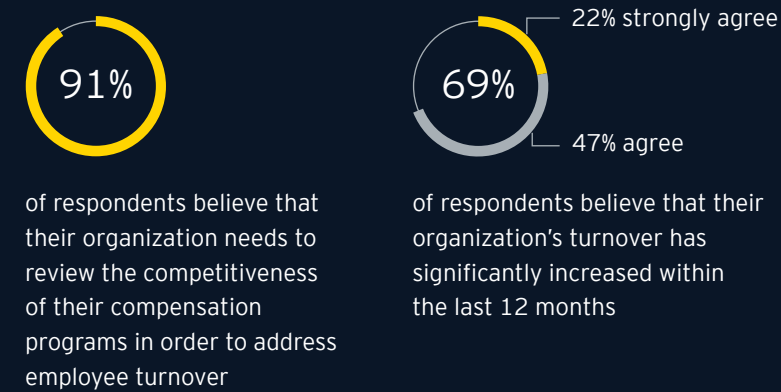 91%
of respondents believe that
their organization needs to
review the competitiveness
of their compensation
programs in order to address
employee turnover
22% strongly agree
69%
47% agree
of respondents believe that their
organization’s turnover has
significantly increased within
the last 12 months